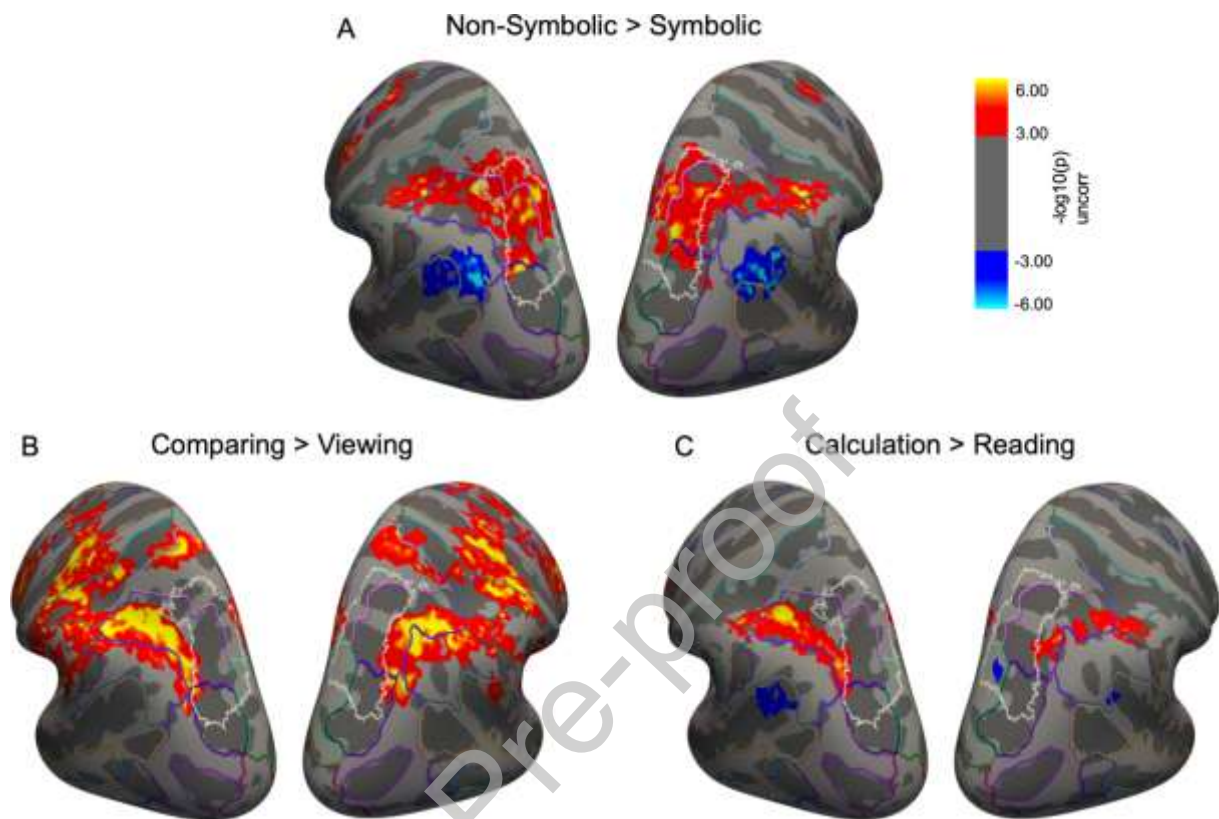 A Non-Symbolic > Symbolic
6.00
3.00
-3.00
-6.00
-log10(p)
uncorr
B Comparing > Viewing
C Calculation > Reading
Pre-proof